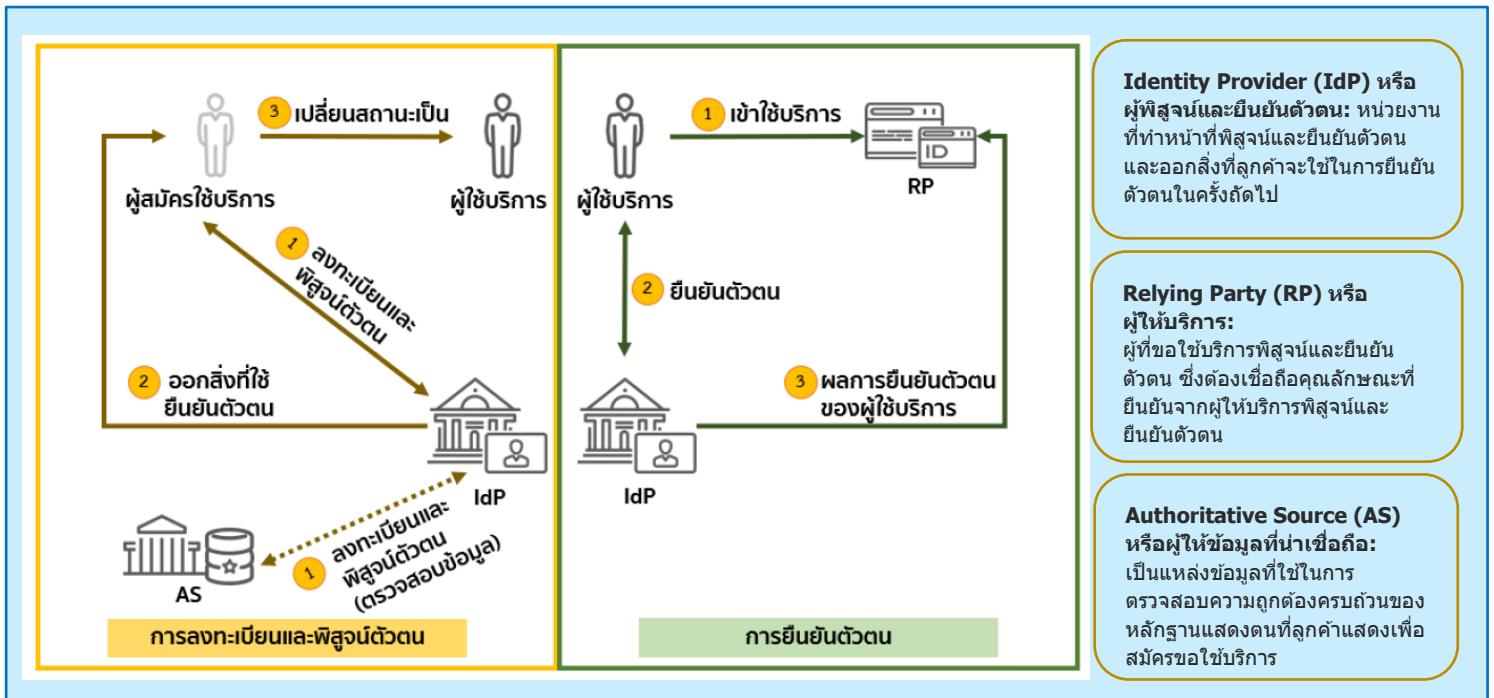 3 เปลี่ยนสถานะเป็น
ผู้สมัครใช้บริการ
ผู้ใช้บริการ
1 ลงทะเบียนและ
พิสูจน์ตัวตน
2 ออกสิ่งที่ใช้
ยืนยันตัวตน
IdP
AS
1 ลงทะเบียนและ
พิสูจน์ตัวตน
(ตรวจสอบข้อมูล)
การลงทะเบียนและพิสูจน์ตัวตน
1 เข้าใช้บริการ
ID
ผู้ใช้บริการ
RP
2 ยืนยันตัวตน
3 ผลการยืนยันตัวตน
ของผู้ใช้บริการ
IdP
การยืนยันตัวตน
Identity Provider (IdP) หรือ
ผู้พิสูจน์และยืนยันตัวตน: หน่วยงาน
ที่ทำหน้าที่พิสูจน์และยืนยันตัวตน
และออกสิ่งที่ลูกค้าจะใช้ในการยืนยัน
ตัวตนในครั้งถัดไป
Relying Party (RP) หรือ
ผู้ให้บริการ:
ผู้ที่ขอใช้บริการพิสูจน์และยืนยัน
ตัวตน ซึ่งต้องเชื่อถือคุณลักษณะที่
ยืนยันจากผู้ให้บริการพิสูจน์และ
ยืนยันตัวตน
Authoritative Source (AS)
หรือผู้ให้ข้อมูลที่น่าเชื่อถือ:
เป็นแหล่งข้อมูลที่ใช้ในการ
ตรวจสอบความถูกต้องครบถ้วนของ
หลักฐานแสดงตนที่ลูกค้าแสดงเพื่อ
สมัครขอใช้บริการ